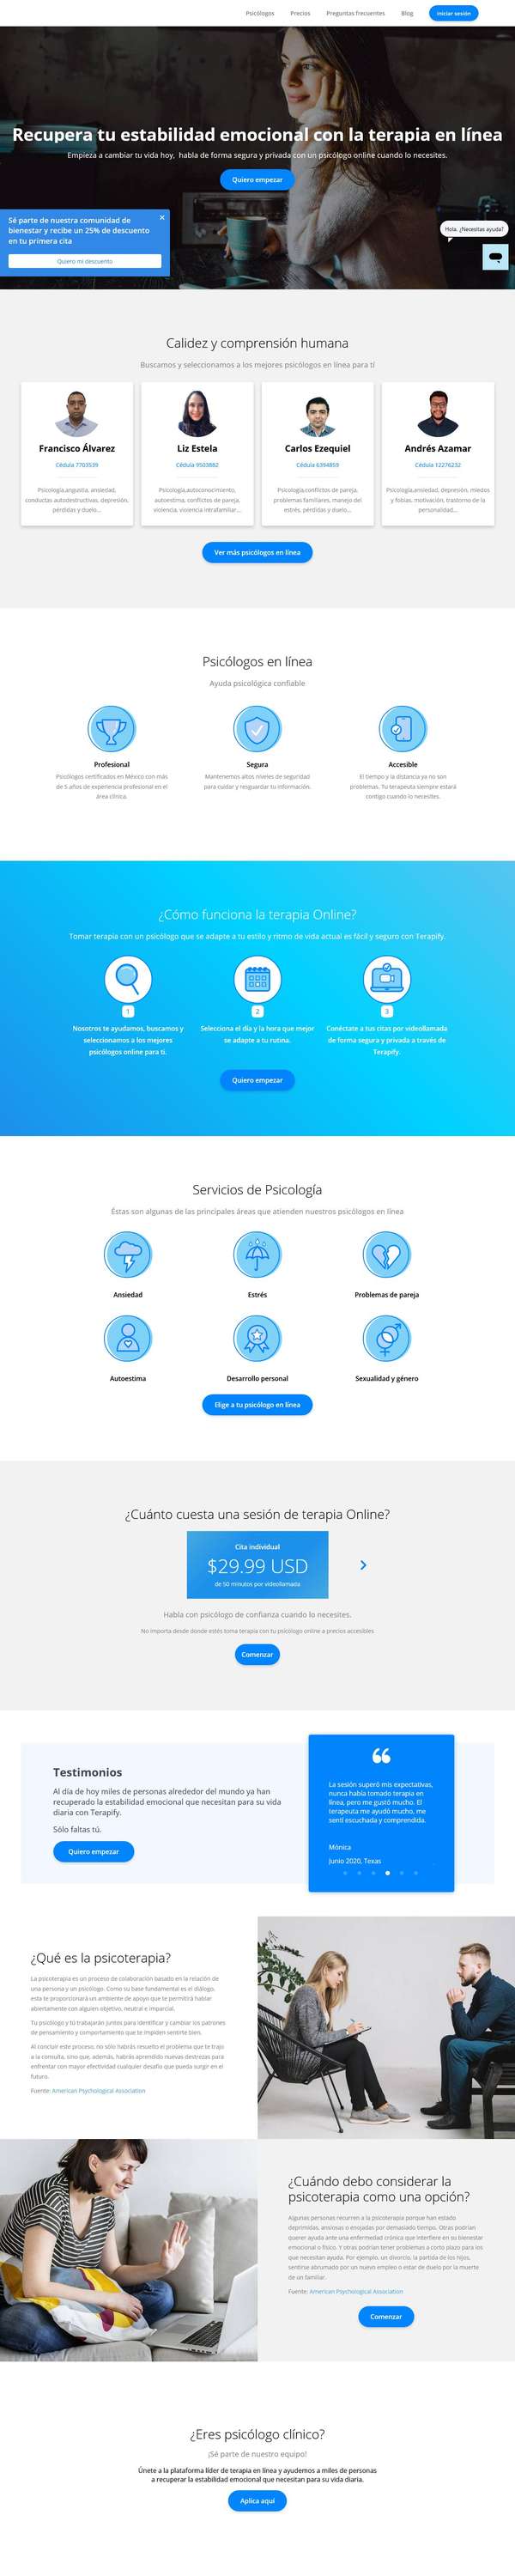 Psicólogos Precios Preguntas frecuentes Blog Iniciar sesión
Recupera tu estabilidad emocional con la terapia en línea
Empieza a cambiar tu vida hoy, habla de forma segura y privada con un psicólogo online cuando lo necesites.
Quiero empezar
Sé parte de nuestra comunidad de
bienestar y recibe un 25% de descuento
en tu primera cita
Quiero mi descuento
Hola. ¿Necesitas ayuda?
Calidez y comprensión humana
Buscamos y seleccionamos a los mejores psicólogos en línea para tí
Francisco Álvarez
Cédula 7703539
Psicología,angustia, ansiedad,
conductas autodestructivas, depresión,
pérdidas y duelo...
Liz Estela
Cédula 9503882
Psicología,autoconocimiento,
autoestima, conflictos de pareja,
violencia, violencia intrafamiliar...
Carlos Ezequiel
Cédula 6394859
Psicología,conflictos de pareja,
problemas familiares, manejo del
estrés, pérdidas y duelo...
Andrés Azamar
Cédula 12276232
Psicología,ansiedad, depresión, miedos
y fobias, motivación, trastorno de la
personalidad...
Ver más psicólogos en línea
Psicólogos en línea
Ayuda psicológica confiable
Profesional
Psicólogos certificados en México con más
de 5 años de experiencia profesional en el
área clínica.
Segura
Mantenemos altos niveles de seguridad
para cuidar y resguardar tu información.
Accesible
El tiempo y la distancia ya no son
problemas. Tu terapeuta siempre estará
contigo cuando lo necesites.
¿Cómo funciona la terapia Online?
Tomar terapia con un psicólogo que se adapte a tu estilo y ritmo de vida actual es fácil y seguro con Terapify.
1
Nosotros te ayudamos, buscamos y
seleccionamos a los mejores
psicólogos online para ti.
2
Selecciona el día y la hora que mejor
se adapte a tu rutina.
3
Conéctate a tus citas por videollamada
de forma segura y privada a través de
Terapify.
Quiero empezar
Servicios de Psicología
Éstas son algunas de las principales áreas que atienden nuestros psicólogos en línea
Ansiedad
Estrés
Problemas de pareja
Autoestima
Desarrollo personal
Sexualidad y género
Elige a tu psicólogo en línea
¿Cuánto cuesta una sesión de terapia Online?
Cita individual
$29.99 USD
de 50 minutos por videollamada
Habla con psicólogo de confianza cuando lo necesites.
No importa desde donde estés toma terapia con tu psicólogo online a precios accesibles
Comenzar
Testimonios
Al día de hoy miles de personas alrededor del mundo ya han
recuperado la estabilidad emocional que necesitan para su vida
diaria con Terapify.
Sólo faltas tú.
Quiero empezar
La sesión superó mis expectativas,
nunca había tomado terapia en
línea, pero me gustó mucho. El
terapeuta me ayudó mucho, me
sentí escuchada y comprendida.
Mónica
Junio 2020, Texas
¿Qué es la psicoterapia?
La psicoterapia es un proceso de colaboración basado en la relación de
una persona y un psicólogo. Como su base fundamental es el diálogo,
esta te proporcionará un ambiente de apoyo que te permitirá hablar
abiertamente con alguien objetivo, neutral e imparcial.
Tu psicólogo y tú trabajarán juntos para identificar y cambiar los patrones
de pensamiento y comportamiento que te impiden sentirte bien.
Al concluir este proceso, no sólo habrás resuelto el problema que te trajo
a la consulta, sino que, además, habrás aprendido nuevas destrezas para
enfrentar con mayor efectividad cualquier desafío que pueda surgir en el
futuro.
Fuente: American Psychological Association
¿Cuándo debo considerar la
psicoterapia como una opción?
Algunas personas recurren a la psicoterapia porque han estado
deprimidas, ansiosas o enojadas por demasiado tiempo. Otras podrían
querer ayuda ante una enfermedad crónica que interfiere en su bienestar
emocional o físico. Y otras podrían tener problemas a corto plazo para los
que necesitan ayuda. Por ejemplo, un divorcio, la partida de los hijos,
sentirse abrumado por un nuevo empleo o estar de duelo por la muerte
de un familiar.
Fuente: American Psychological Association
Comenzar
¿Eres psicólogo clínico?
¡Sé parte de nuestro equipo!
Únete a la plataforma líder de terapia en línea y ayudemos a miles de personas
a recuperar la estabilidad emocional que necesitan para su vida diaria.
Aplica aquí